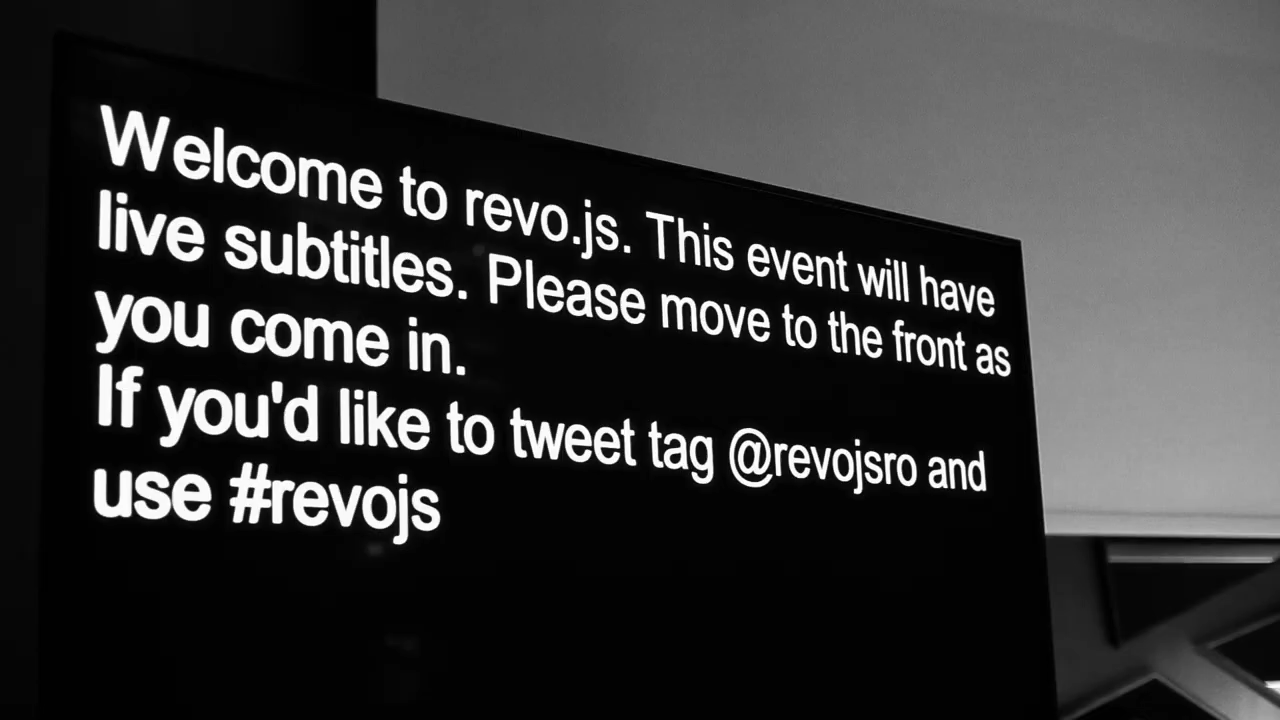 Welcome to revo.js. This event will have
live subtitles. Please move to the front as
you come in.
If you'd like to tweet tag @revojsro and
use #revojs